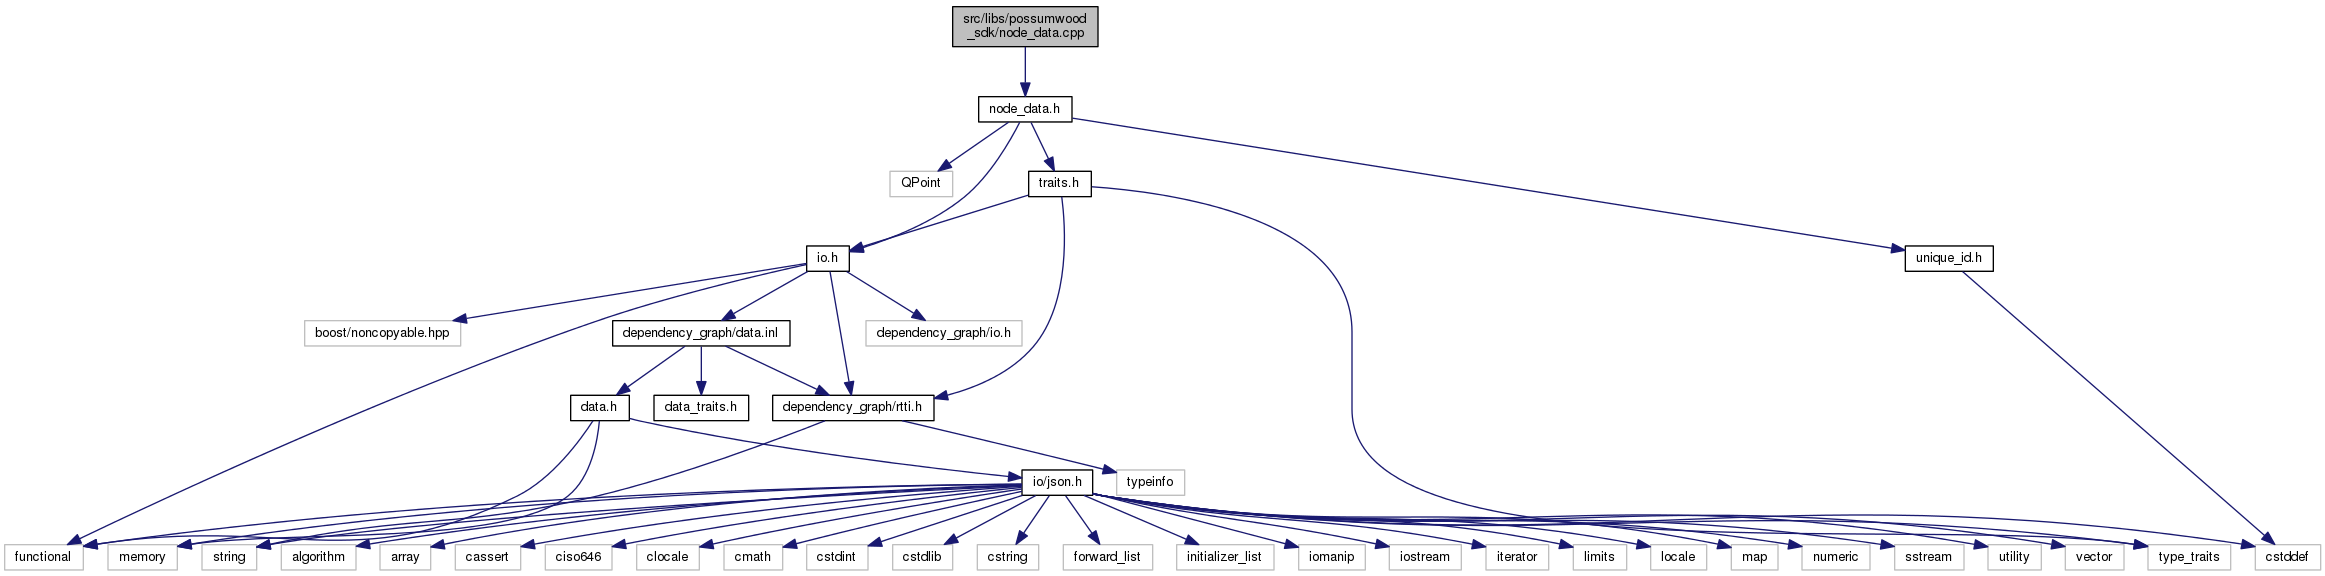 src/libs/possumwood
_sdk/node_data.cpp
node_data.h
QPoint
traits.h
io.h
unique_id.h
boost/noncopyable.hpp
dependency_graph/data.inl
dependency_graph/io.h
data.h
data_traits.h
dependency_graph/rtti.h
io/json.h
typeinfo
functional
memory
string
algorithm
array
cassert
ciso646
clocale
cmath
cstdint
cstdlib
cstring
forward_list
initializer_list
iomanip
iostream
iterator
limits
locale
map
numeric
sstream
utility
vector
type_traits
cstddef